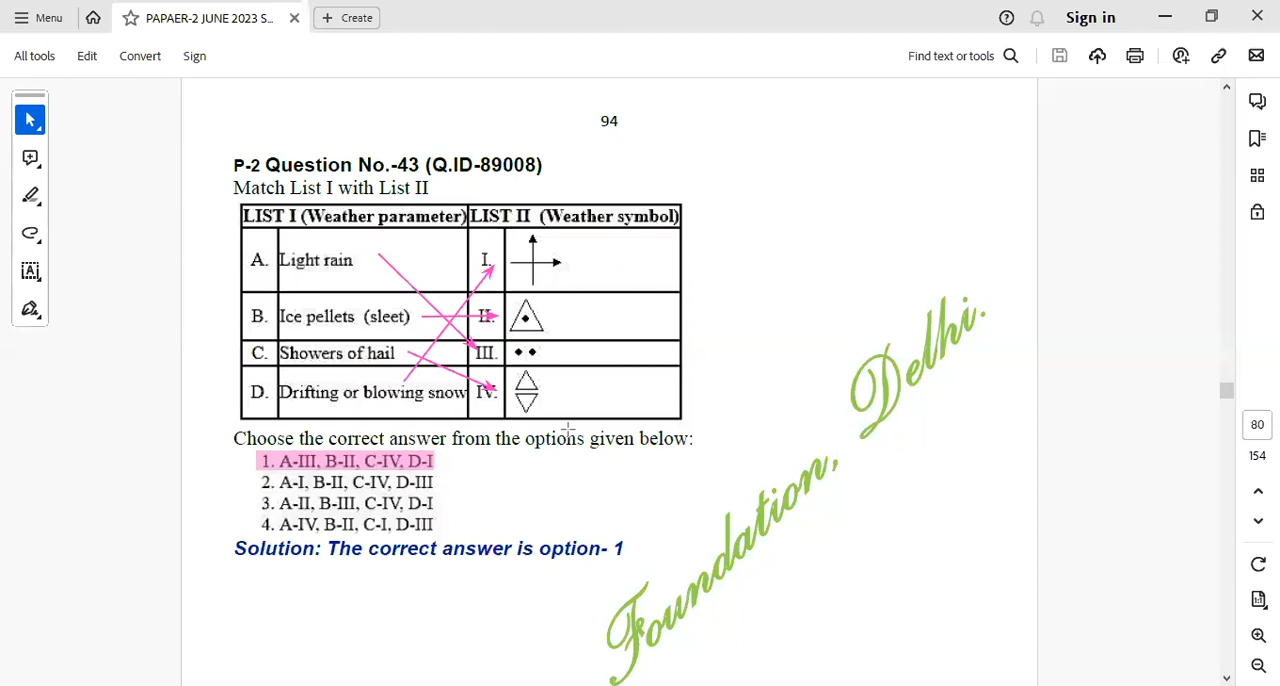 Menu
PAPAER-2 JUNE 2023 S...
Create
Sign in
All tools Edit Convert Sign
Find text or tools
94
P-2 Question No.-43 (Q.ID-89008)
Match List I with List II
LIST I (Weather parameter) LIST II (Weather symbol)
A. Light rain I.
B. Ice pellets (sleet) II.
C. Showers of hail III.
D. Drifting or blowing snow IV.
Choose the correct answer from the options given below:
1. A-III, B-II, C-IV, D-I
2. A-I, B-II, C-IV, D-III
3. A-II, B-III, C-IV, D-I
4. A-IV, B-II, C-I, D-III
Solution: The correct answer is option- 1
Foundation, Delhi.
80
154